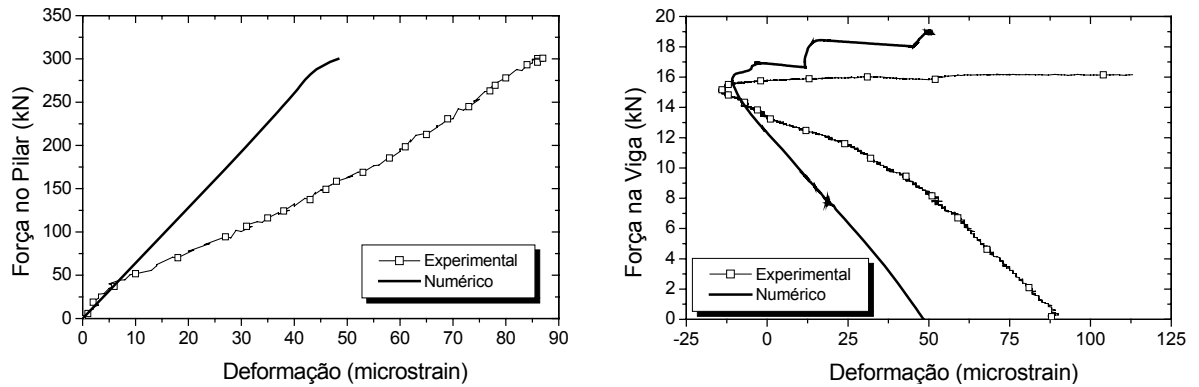 350
300
250
200
150
100
50
0
0 10 20 30 40 50 60 70 80 90
Força no Pilar (kN)
Deformação (microstrain)
Experimental
Numérico
20
18
16
14
12
10
8
6
4
2
0
-25 0 25 50 75 100 125
Força na Viga (kN)
Deformação (microstrain)
Experimental
Numérico